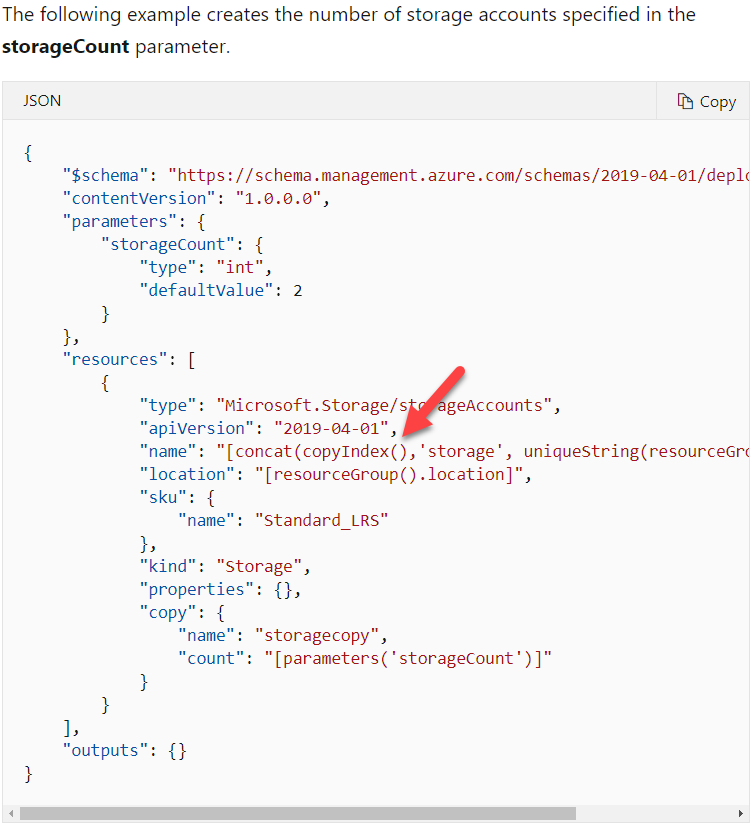 The following example creates the number of storage accounts specified in the
storageCount parameter.
JSON
Copy
{
    "$schema": "https://schema.management.azure.com/schemas/2019-04-01/deplo
    "contentVersion": "1.0.0.0",
    "parameters": {
        "storageCount": {
            "type": "int",
            "defaultValue": 2
        }
    },
    "resources": [
        {
            "type": "Microsoft.Storage/storageAccounts",
            "apiVersion": "2019-04-01",
            "name": "[concat(copyIndex(),'storage', uniqueString(resourceGro
            "location": "[resourceGroup().location]",
            "sku": {
                "name": "Standard_LRS"
            },
            "kind": "Storage",
            "properties": {},
            "copy": {
                "name": "storagecopy",
                "count": "[parameters('storageCount')]"
            }
        }
    ],
    "outputs": {}
}